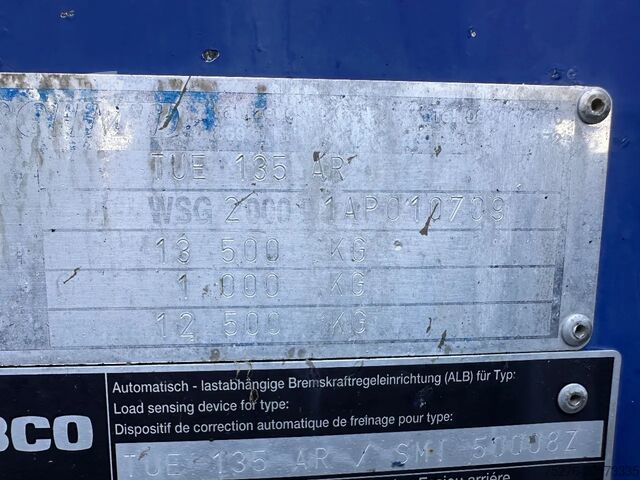 TUE 135 AR
WSG 2000 1AP010709
13 500 KG
1 000 KG
12 500 KG
Automatisch - lastabhängige Bremskraftregeleinrichtung (ALB) für Typ:
Load sensing device for type:
BCO Dispositif de correction automatique de freinage pour type:
TUE 135 AR / SMI 50008Z